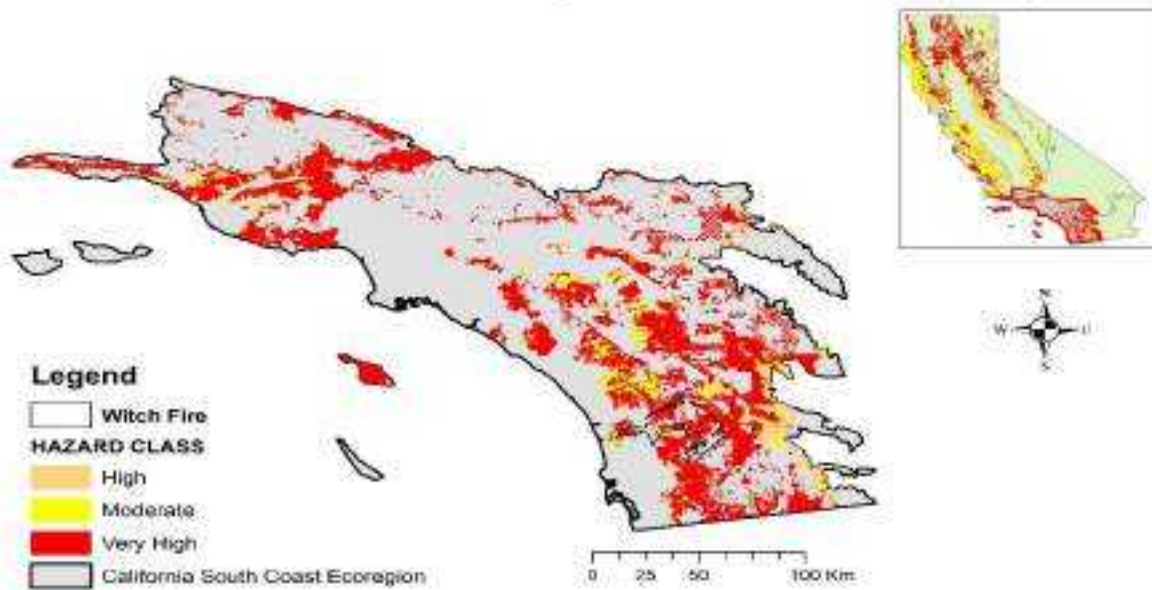 N
W
S
Legend
Witch Fire
HAZARD CLASS
High
Moderate
Very High
California South Coast Ecoregion
0 25 50 100 Km